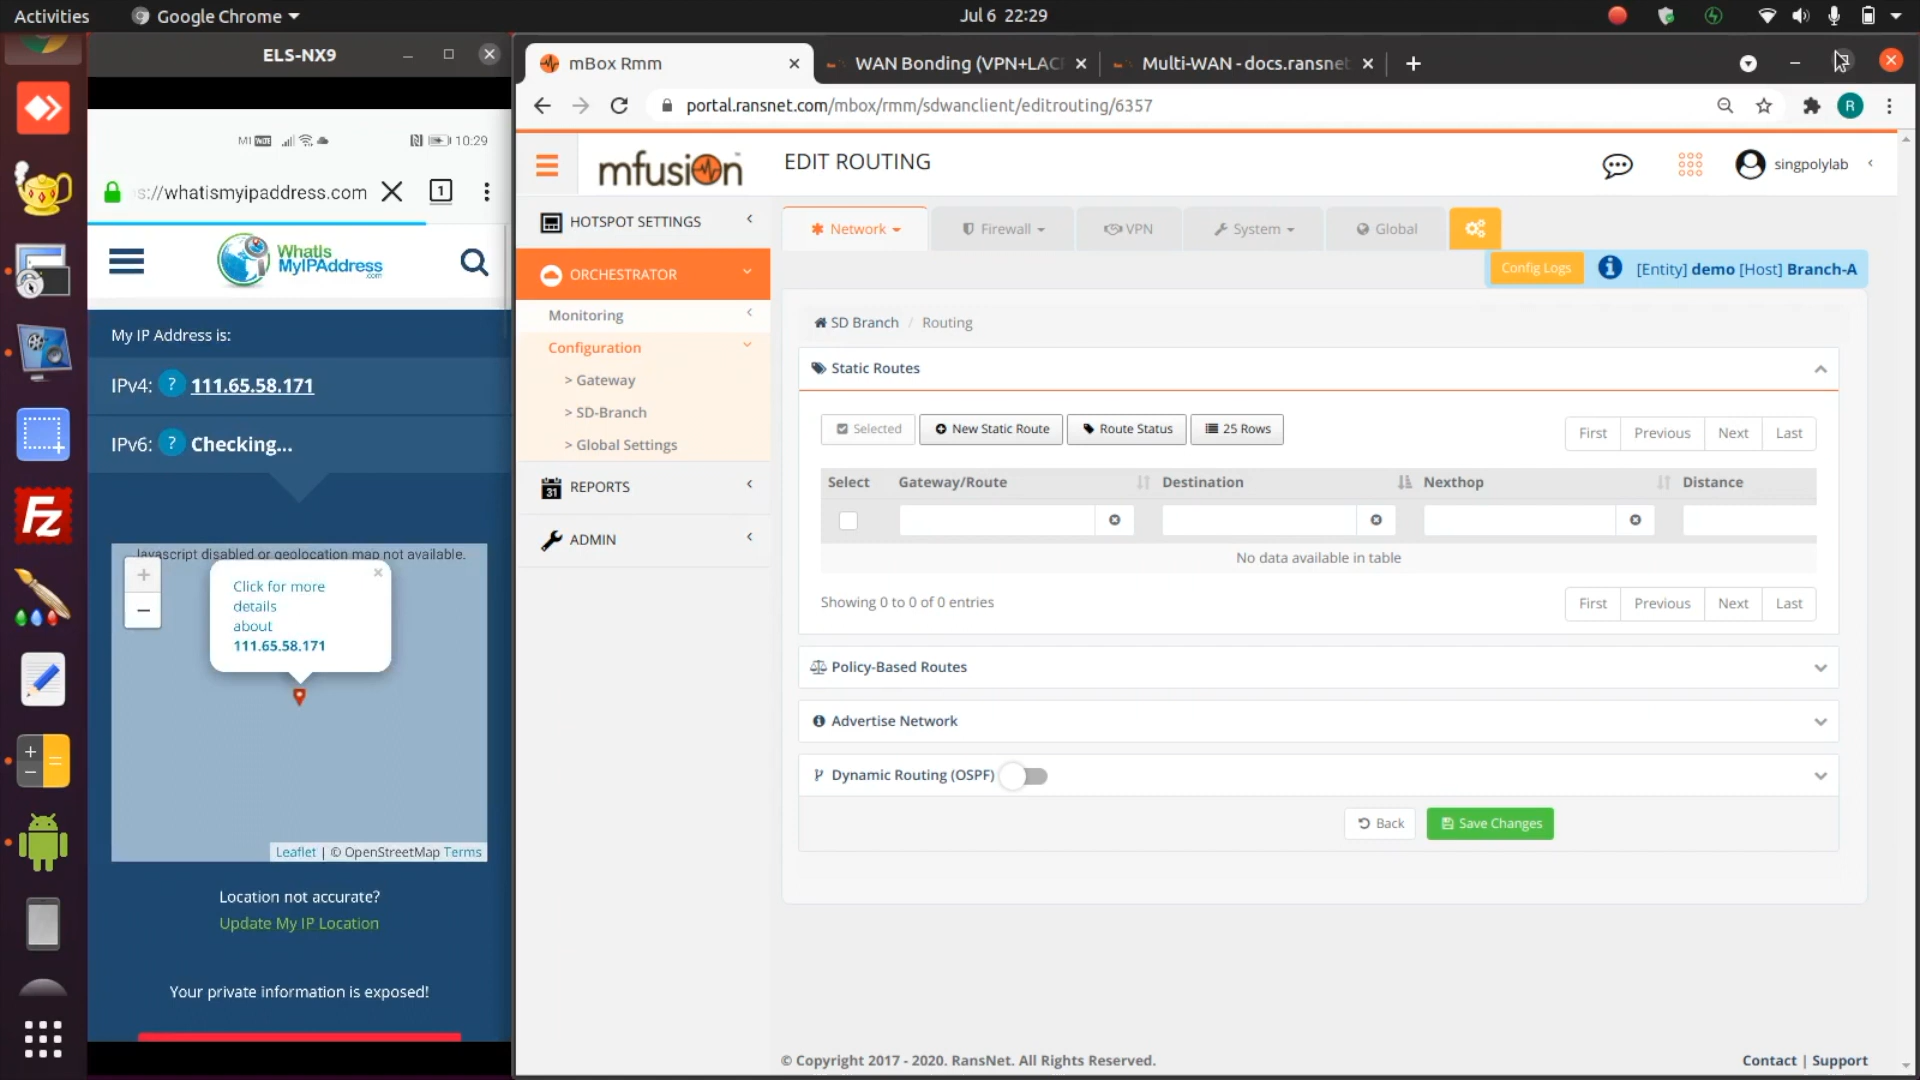 Activities
Google Chrome
Jul 6 22:29
ELS-NX9
10:29
s://whatismyipaddress.com
1
WhatIs
MyIPAddress
.com
My IP Address is:
IPv4: ? 111.65.58.171
IPv6: ? Checking...
Javascript disabled or geolocation map not available.
+
−
Click for more
details
about
111.65.58.171
×
Leaflet | © OpenStreetMap Terms
Location not accurate?
Update My IP Location
Your private information is exposed!
mBox Rmm
WAN Bonding (VPN+LAC
Multi-WAN - docs.ransnet
portal.ransnet.com/mbox/rmm/sdwanclient/editrouting/6357
R
mfusion
EDIT ROUTING
singpolylab
HOTSPOT SETTINGS
ORCHESTRATOR
Monitoring
Configuration
> Gateway
> SD-Branch
> Global Settings
31 REPORTS
ADMIN
Network
Firewall
VPN
System
Global
Config Logs
[Entity] demo [Host] Branch-A
SD Branch / Routing
Static Routes
Selected
New Static Route
Route Status
25 Rows
First Previous Next Last
Select Gateway/Route Destination Nexthop Distance
No data available in table
Showing 0 to 0 of 0 entries
First Previous Next Last
Policy-Based Routes
Advertise Network
Dynamic Routing (OSPF)
Back
Save Changes
© Copyright 2017 - 2020. RansNet. All Rights Reserved.
Contact | Support